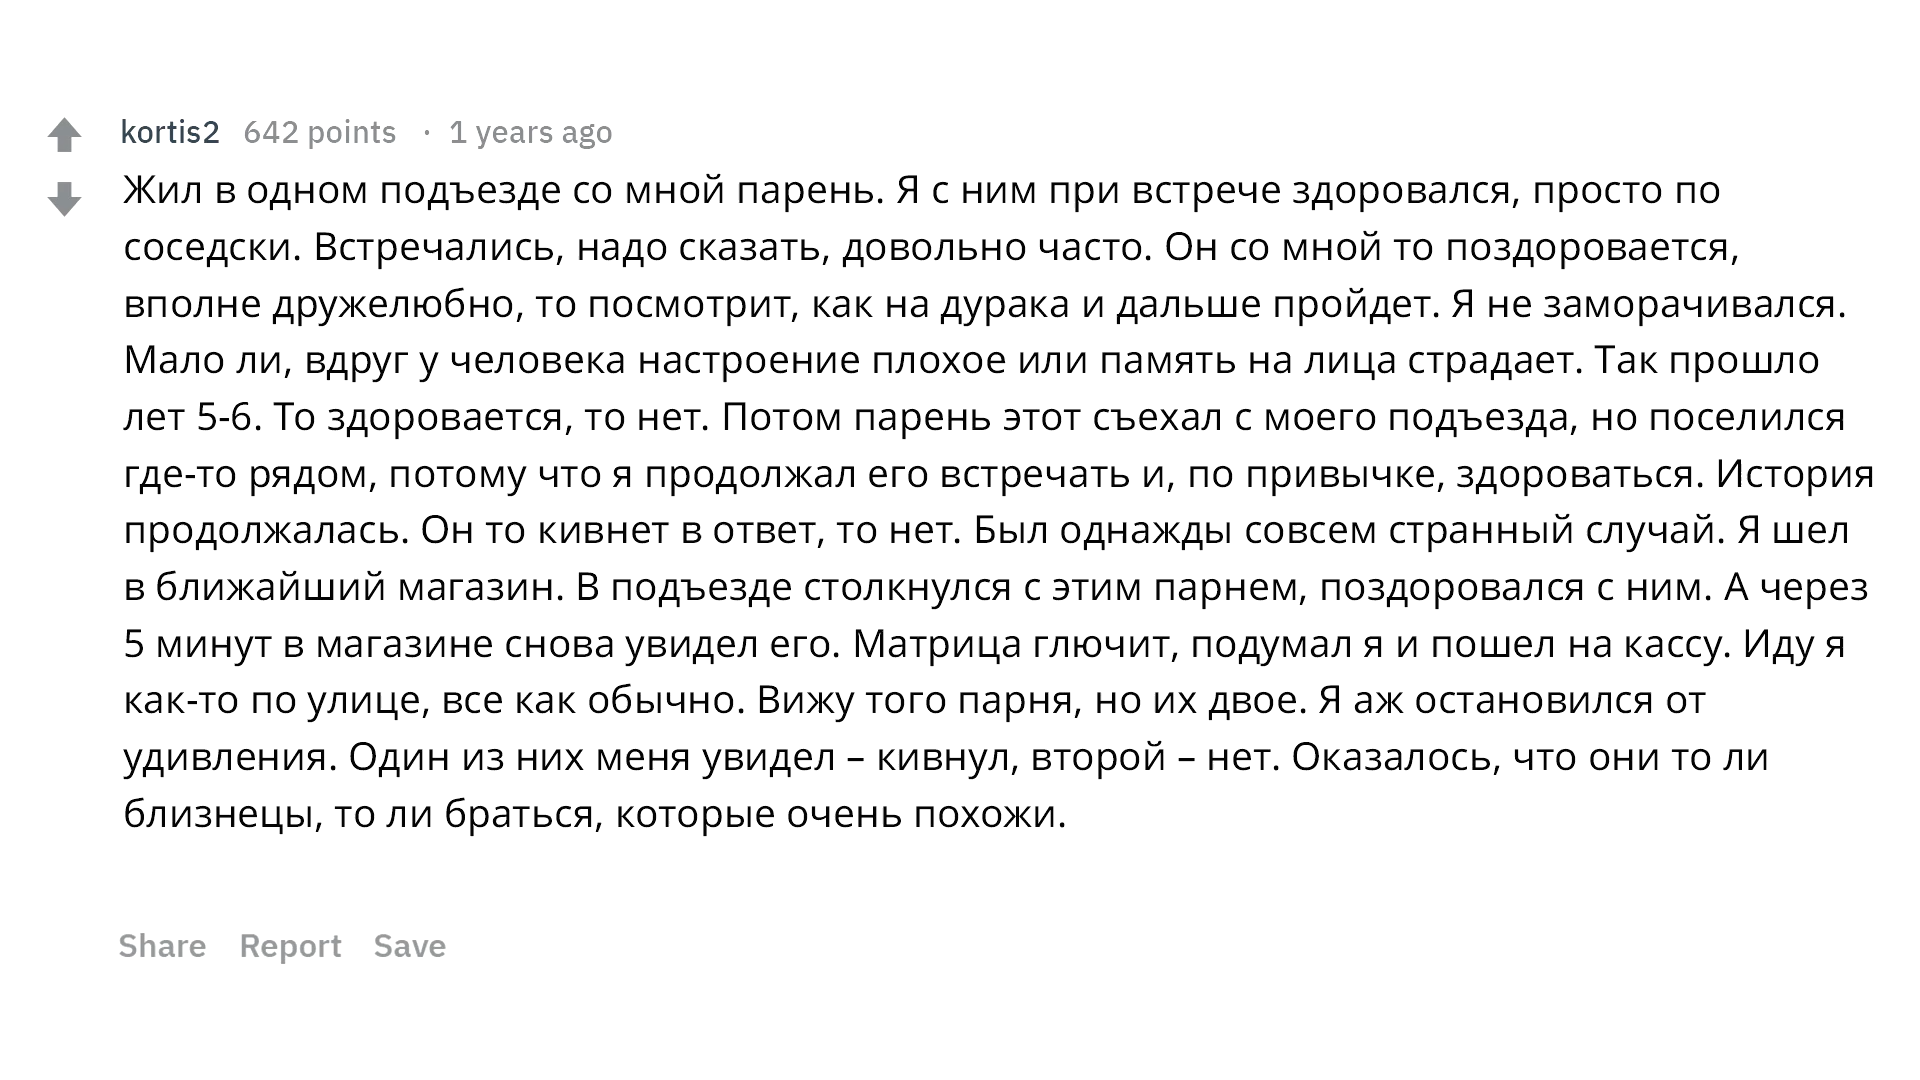 kortis2 642 points · 1 years ago
Жил в одном подъезде со мной парень. Я с ним при встрече здоровался, просто по
соседски. Встречались, надо сказать, довольно часто. Он со мной то поздоровается,
вполне дружелюбно, то посмотрит, как на дурака и дальше пройдет. Я не заморачивался.
Мало ли, вдруг у человека настроение плохое или память на лица страдает. Так прошло
лет 5-6. То здоровается, то нет. Потом парень этот съехал с моего подъезда, но поселился
где-то рядом, потому что я продолжал его встречать и, по привычке, здороваться. История
продолжалась. Он то кивнет в ответ, то нет. Был однажды совсем странный случай. Я шел
в ближайший магазин. В подъезде столкнулся с этим парнем, поздоровался с ним. А через
5 минут в магазине снова увидел его. Матрица глючит, подумал я и пошел на кассу. Иду я
как-то по улице, все как обычно. Вижу того парня, но их двое. Я аж остановился от
удивления. Один из них меня увидел – кивнул, второй – нет. Оказалось, что они то ли
близнецы, то ли браться, которые очень похожи.
Share Report Save